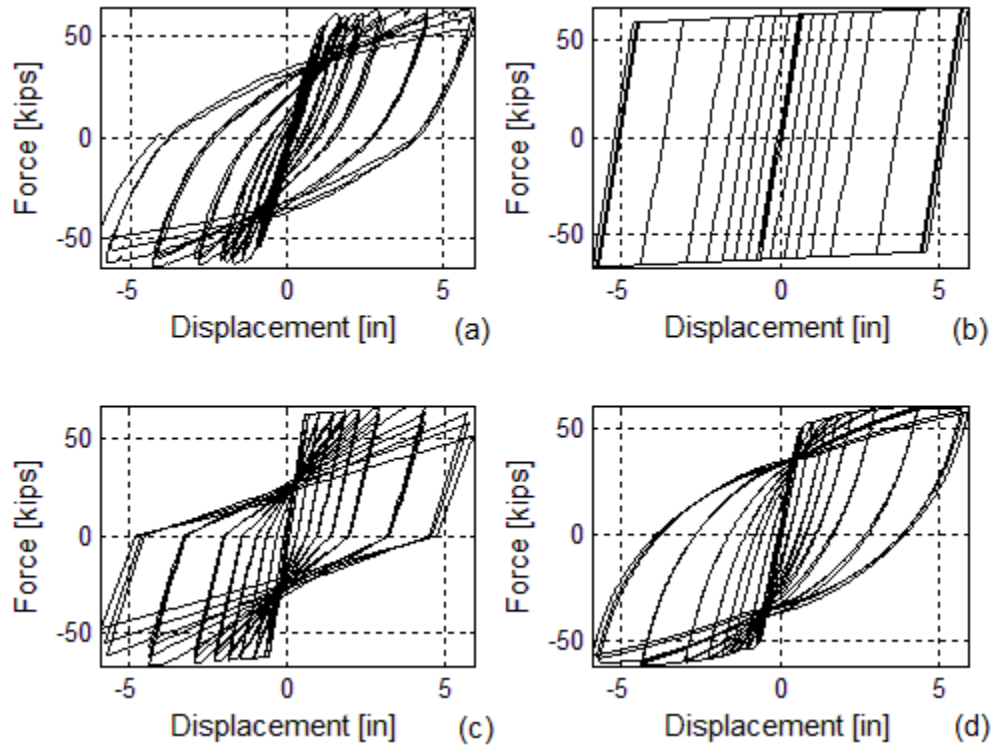 50
0
-50
Force [kips]
-5 0 5
Displacement [in] (a)
50
0
-50
Force [kips]
-5 0 5
Displacement [in] (b)
50
0
-50
Force [kips]
-5 0 5
Displacement [in] (c)
50
0
-50
Force [kips]
-5 0 5
Displacement [in] (d)